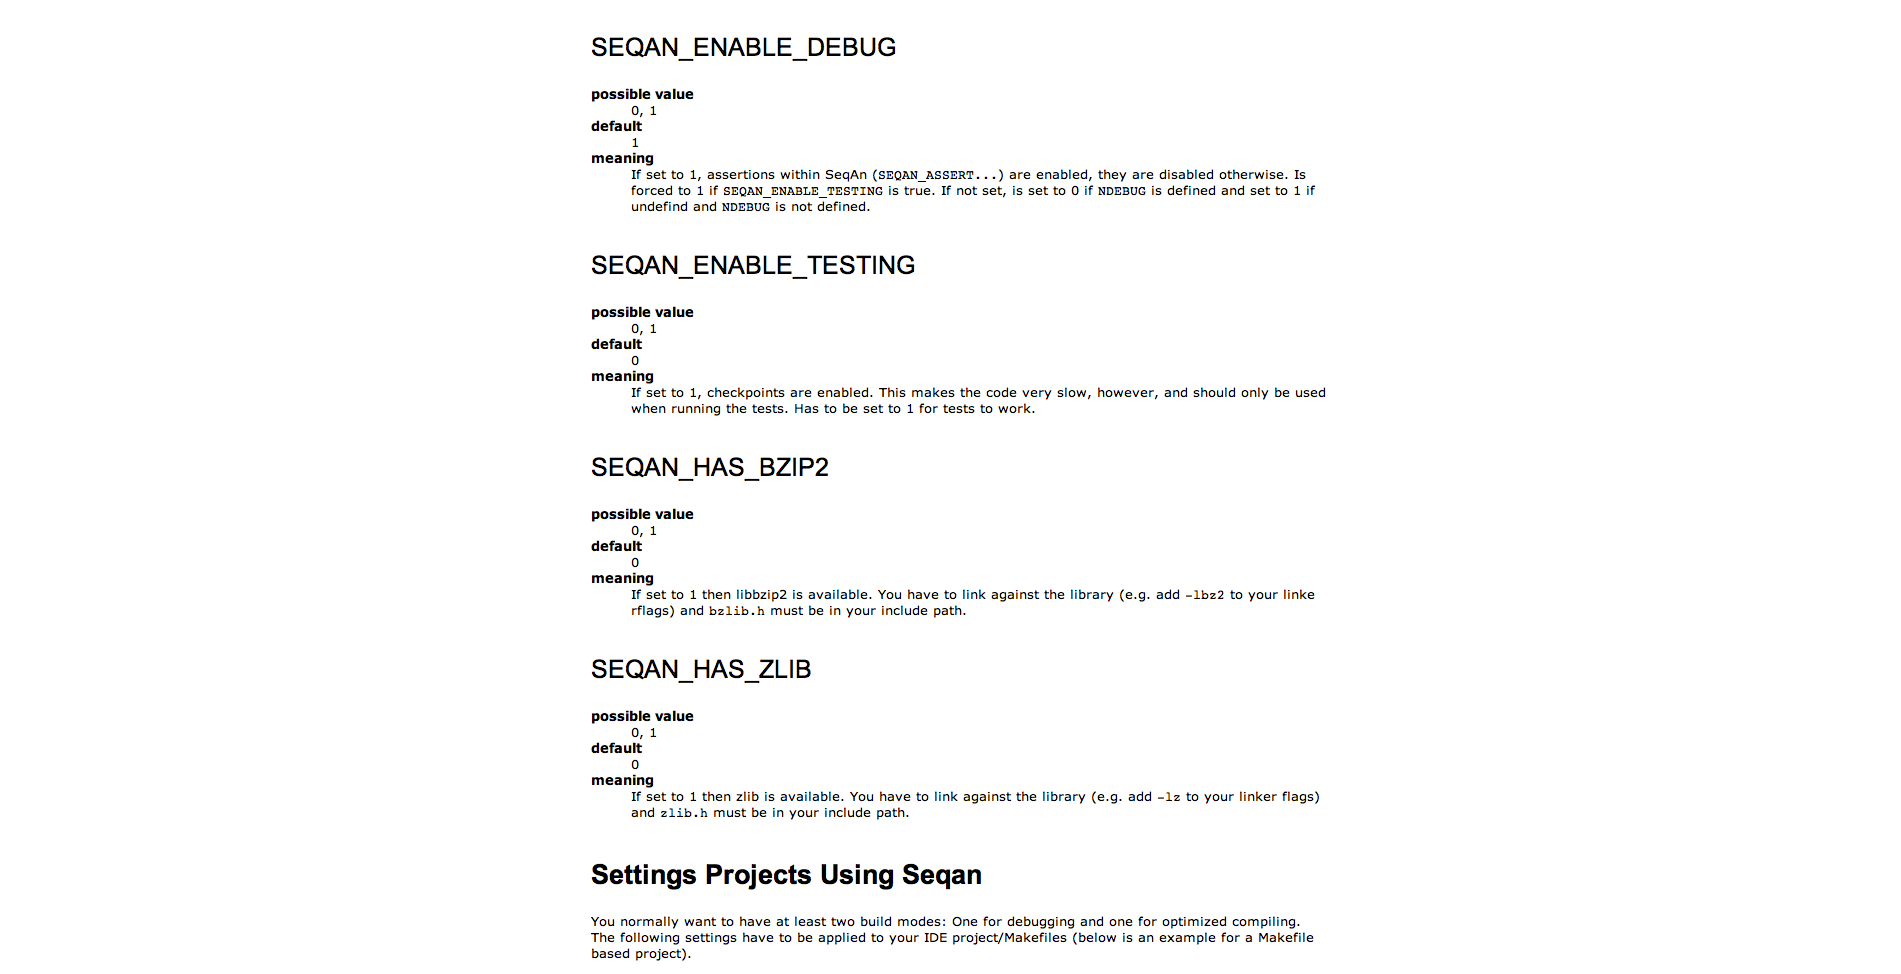 SEQAN_ENABLE_DEBUG
possible value
0, 1
default
1
meaning
If set to 1, assertions within SeqAn (SEQAN_ASSERT...) are enabled, they are disabled otherwise. Is
forced to 1 if SEQAN_ENABLE_TESTING is true. If not set, is set to 0 if NDEBUG is defined and set to 1 if
undefind and NDEBUG is not defined.
SEQAN_ENABLE_TESTING
possible value
0, 1
default
0
meaning
If set to 1, checkpoints are enabled. This makes the code very slow, however, and should only be used
when running the tests. Has to be set to 1 for tests to work.
SEQAN_HAS_BZIP2
possible value
0, 1
default
0
meaning
If set to 1 then libbzip2 is available. You have to link against the library (e.g. add -lbz2 to your linke
rflags) and bzlib.h must be in your include path.
SEQAN_HAS_ZLIB
possible value
0, 1
default
0
meaning
If set to 1 then zlib is available. You have to link against the library (e.g. add -lz to your linker flags)
and zlib.h must be in your include path.
Settings Projects Using Seqan
You normally want to have at least two build modes: One for debugging and one for optimized compiling.
The following settings have to be applied to your IDE project/Makefiles (below is an example for a Makefile
based project).